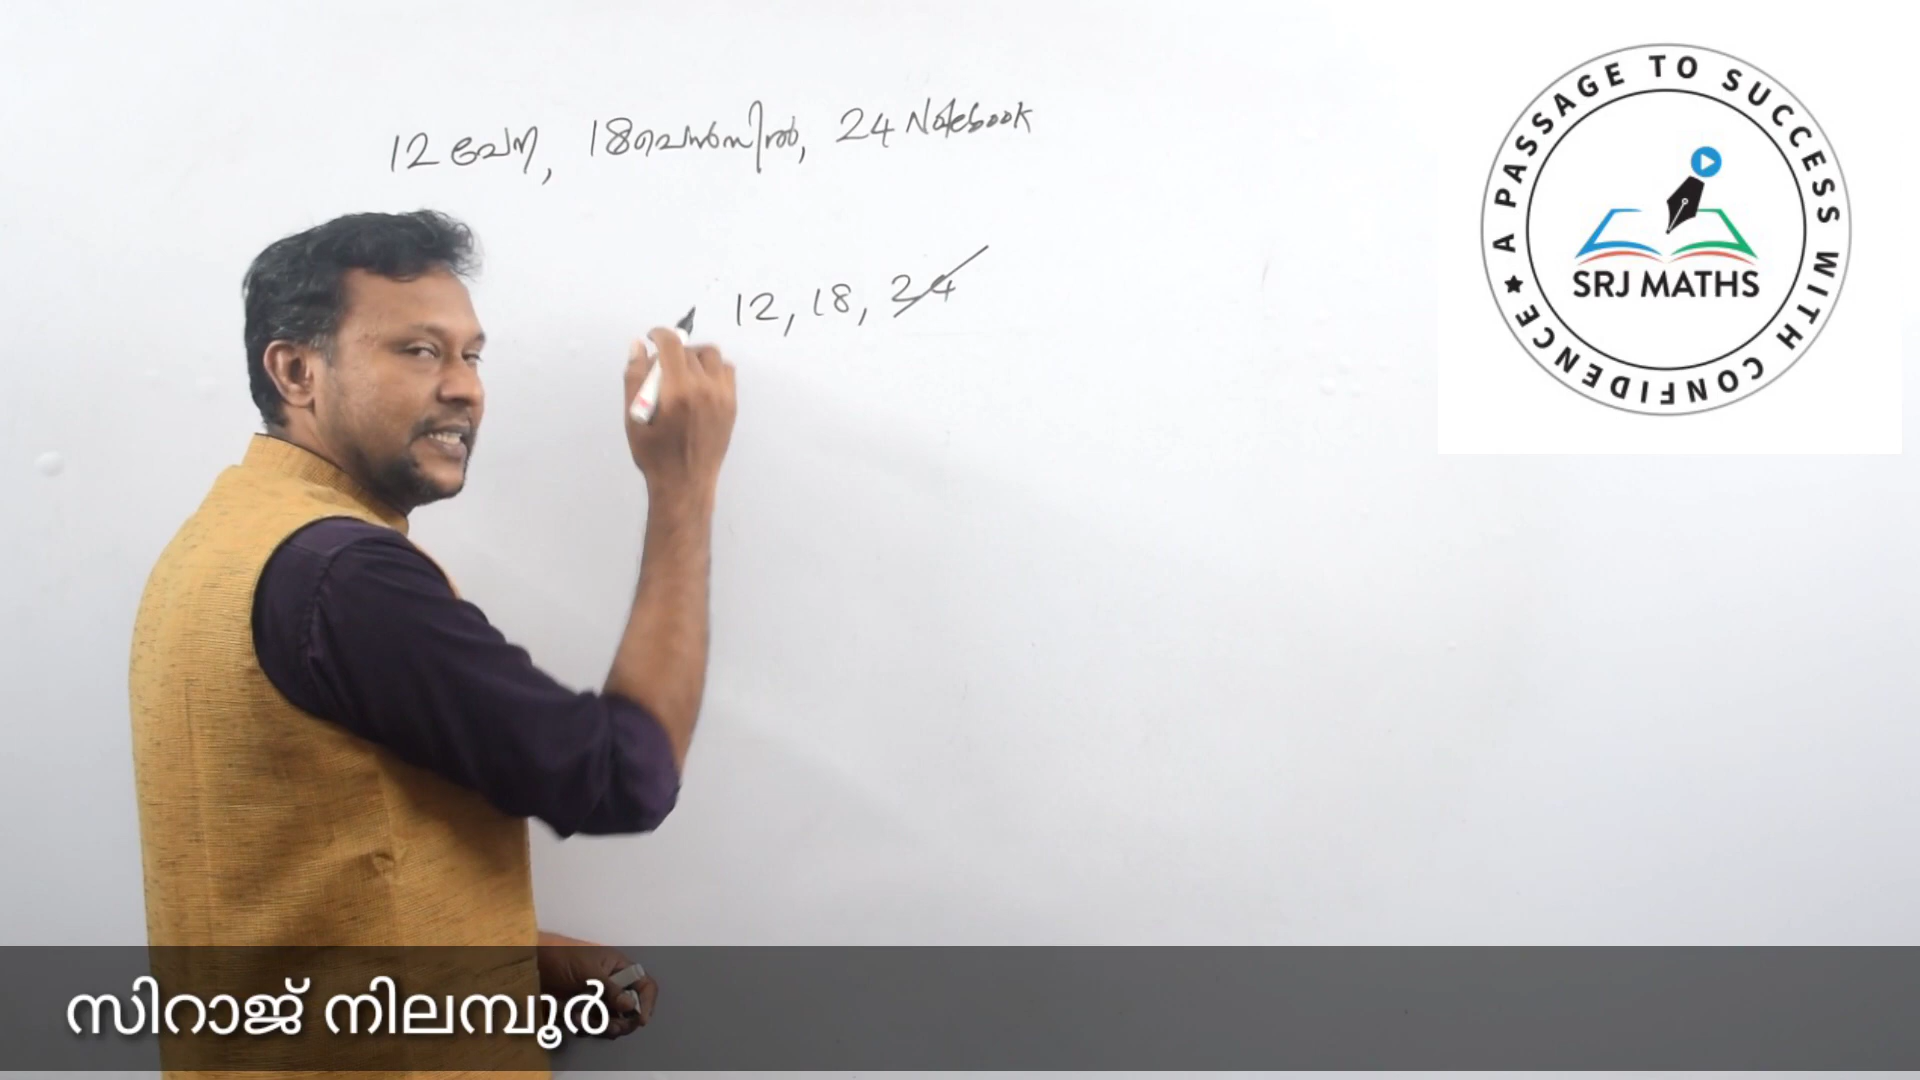 12 പേന, 18 പെൻസിൽ, 24 Notebook
12, 18, 24
A PASSAGE TO SUCCESS WITH CONFIDENCE
SRJ MATHS
സിറാജ് നിലമ്പൂർ